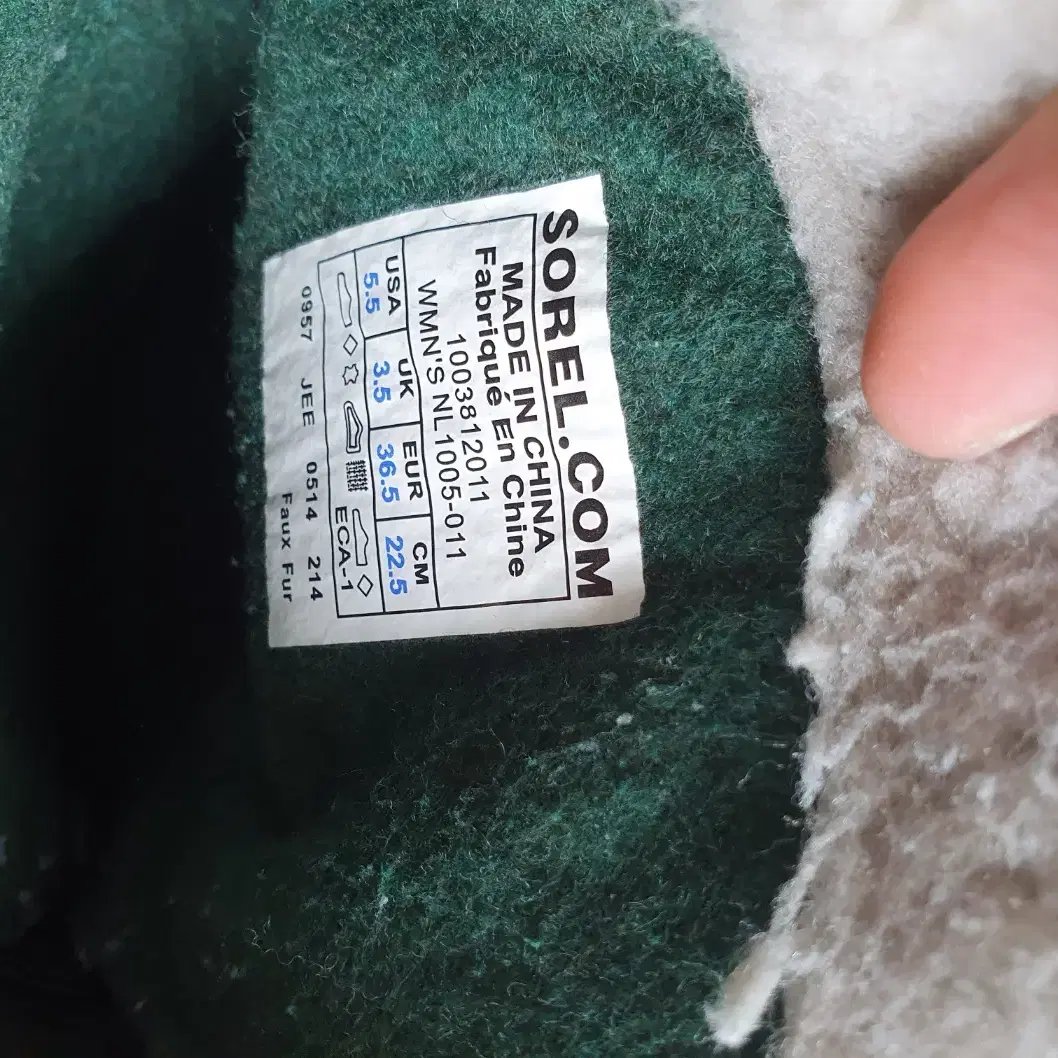 SOREL.COM
MADE IN CHINA
Fabriqué En Chine
1003812011
WMN'S NL1005-011
USA UK EUR CM
5.5 3.5 36.5 22.5
ECA-1
0957 JEE 0514 214
Faux Fur